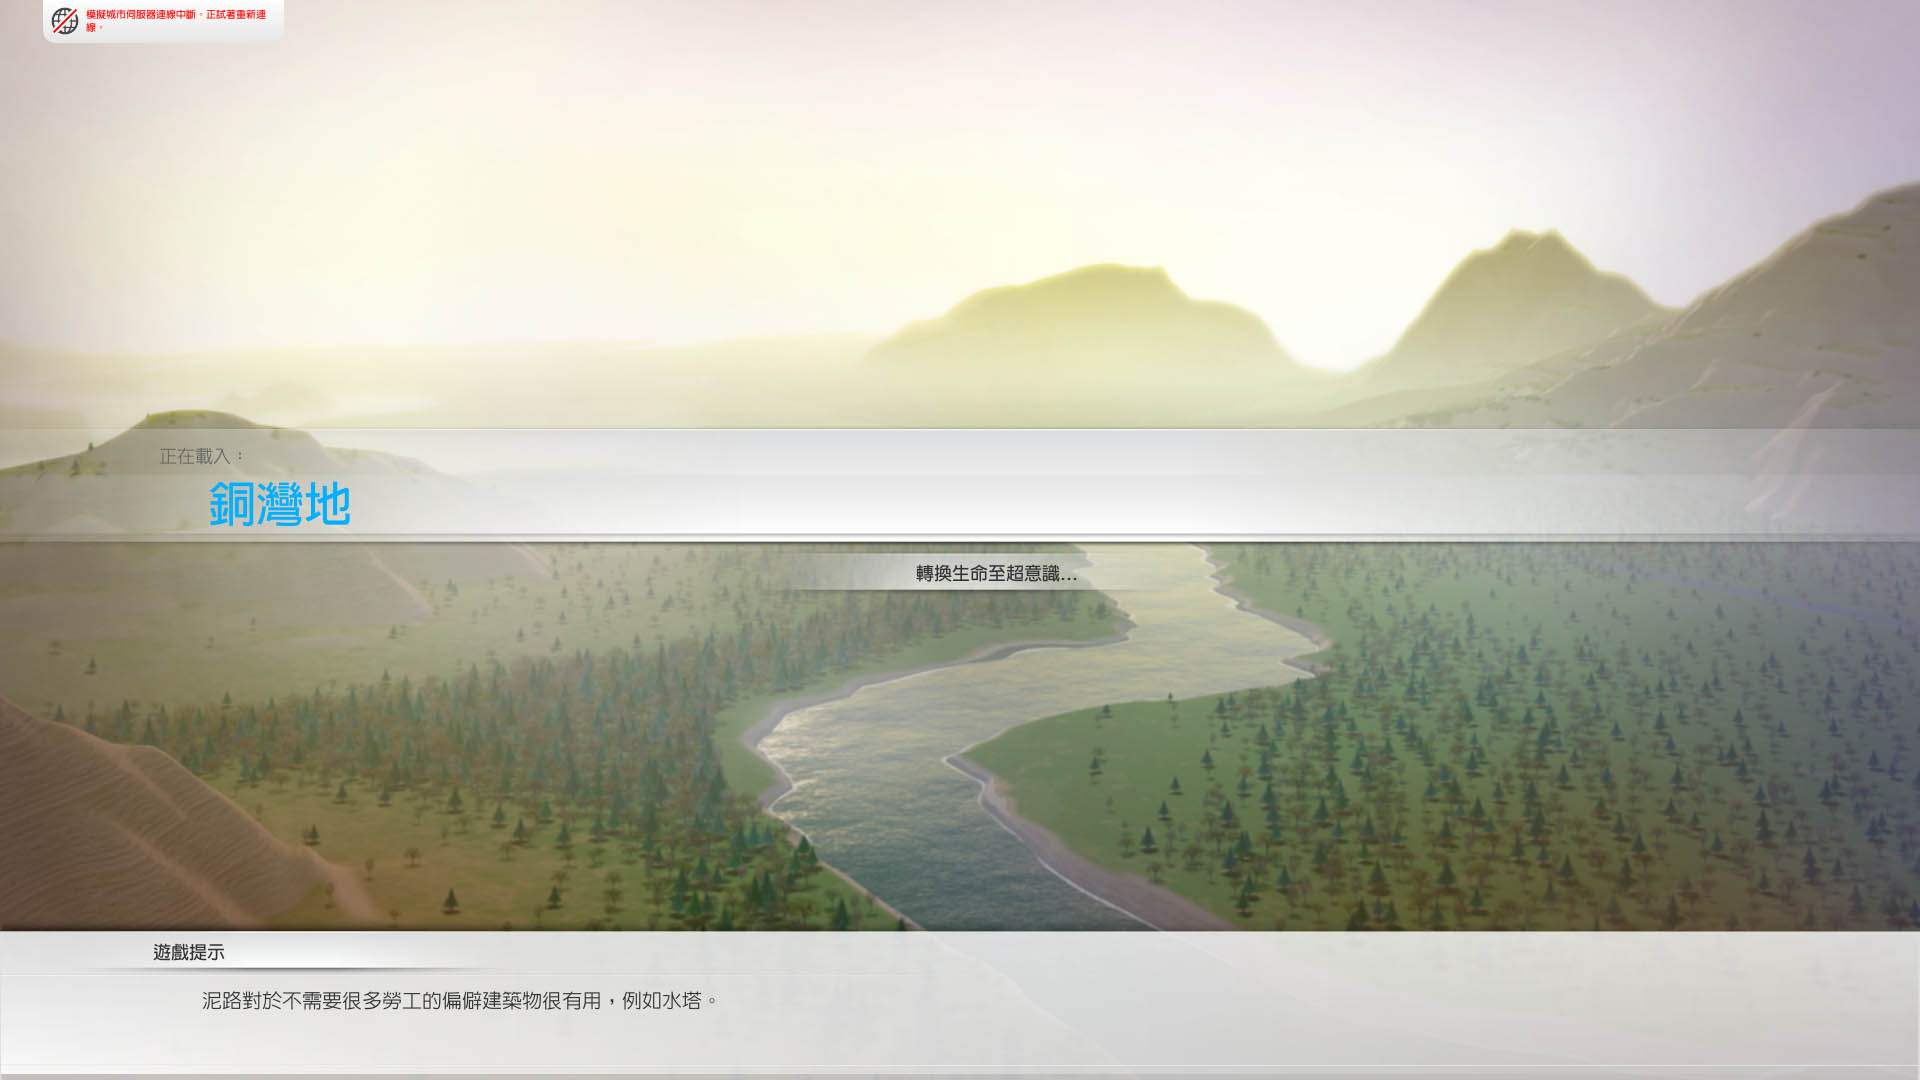 模擬城市伺服器連線中斷。正試著重新連
線。
正在載入：
銅灣地
轉換生命至超意識...
遊戲提示
泥路對於不需要很多勞工的偏僻建築物很有用，例如水塔。